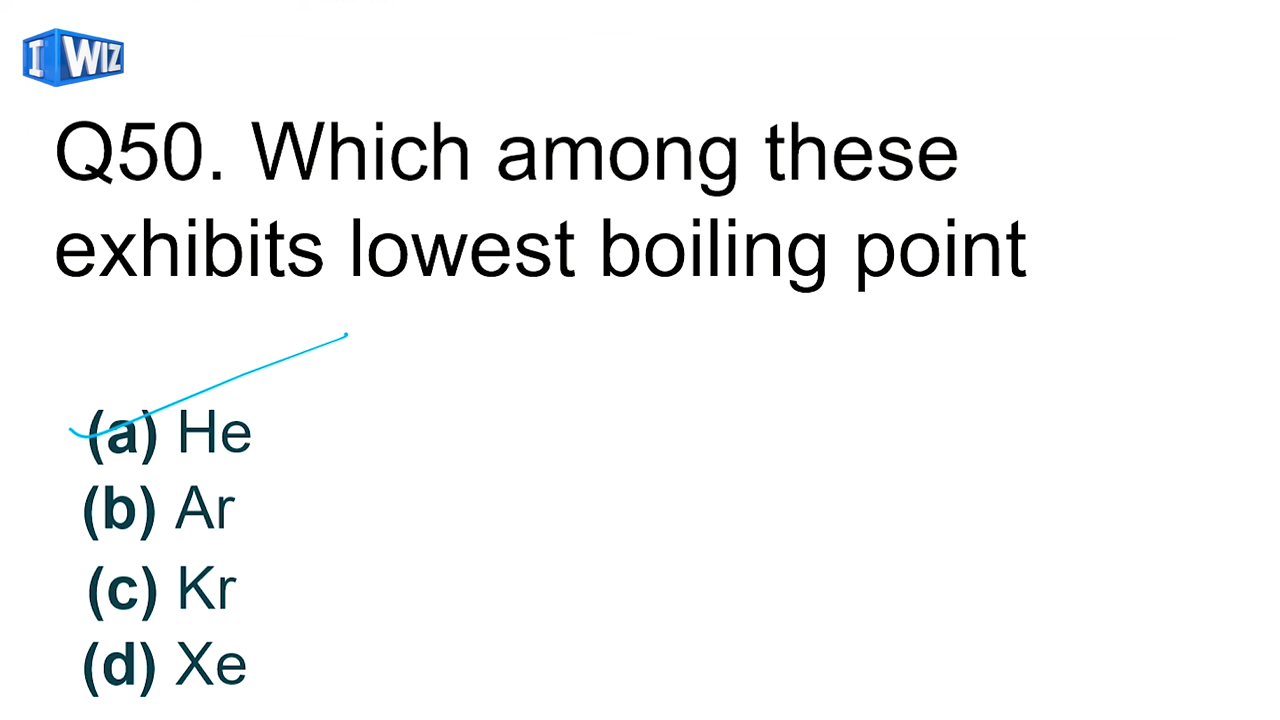 I WIZ
Q50. Which among these
exhibits lowest boiling point
(a) He
(b) Ar
(c) Kr
(d) Xe